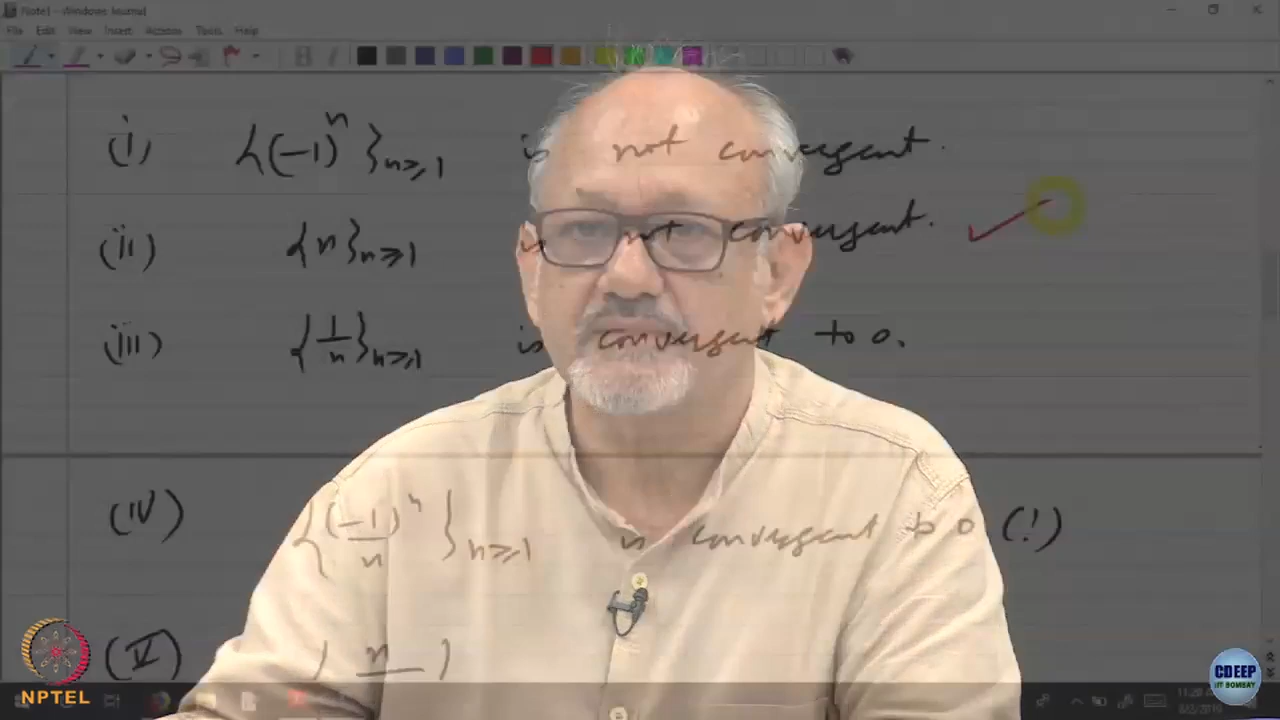 Note1 - Windows Journal
File Edit View Insert Actions Tools Help
(i) {(-1)^n}_{n≥1} is not convergent.
(ii) {n}_{n≥1} is not convergent. ✓
(iii) {1/n}_{n≥1} is convergent to 0.
(iv) {(-1)^n/n}_{n≥1} is convergent to 0 (!)
(V) { n
NPTEL
CDEEP
IIT BOMBAY